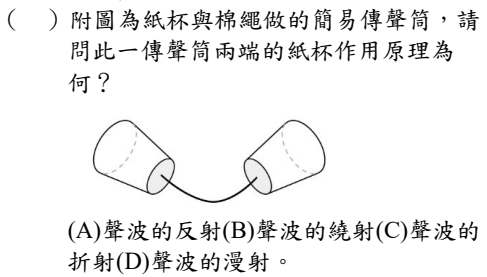 (　　) 附圖為紙杯與棉繩做的簡易傳聲筒，請
問此一傳聲筒兩端的紙杯作用原理為
何？
(A)聲波的反射(B)聲波的繞射(C)聲波的
折射(D)聲波的漫射。